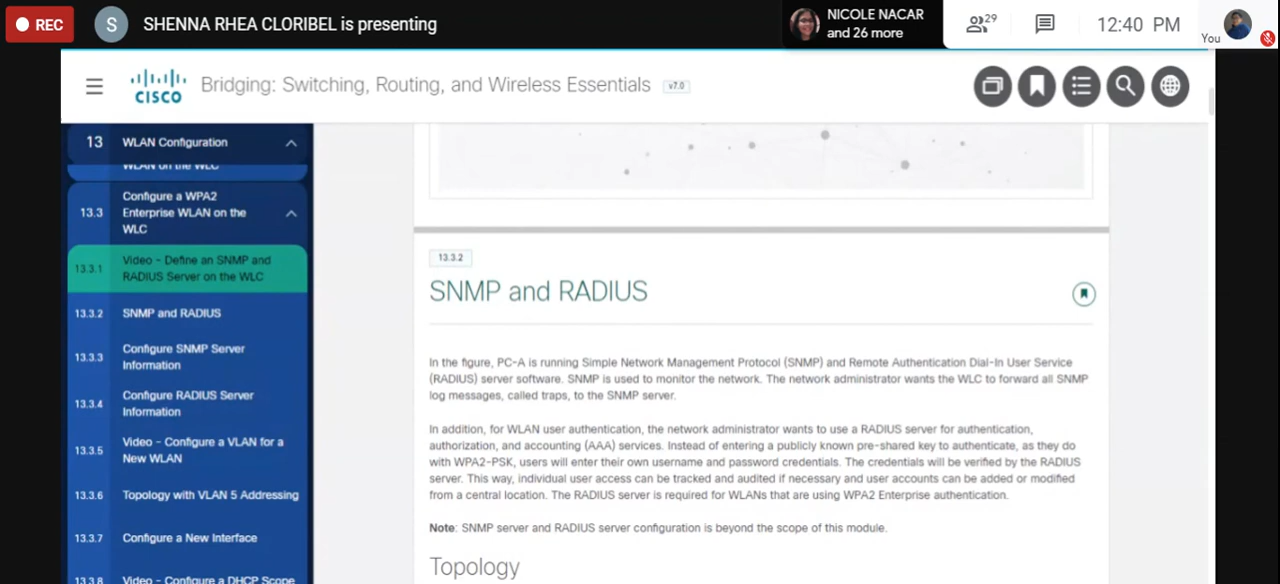 REC
S
SHENNA RHEA CLORIBEL is presenting
NICOLE NACAR
and 26 more
29
12:40 PM
You
CISCO
Bridging: Switching, Routing, and Wireless Essentials
v7.0
13 WLAN Configuration
WLAN on the WLC
13.3 Configure a WPA2
Enterprise WLAN on the
WLC
13.3.1 Video - Define an SNMP and
RADIUS Server on the WLC
13.3.2 SNMP and RADIUS
13.3.3 Configure SNMP Server
Information
13.3.4 Configure RADIUS Server
Information
13.3.5 Video - Configure a VLAN for a
New WLAN
13.3.6 Topology with VLAN 5 Addressing
13.3.7 Configure a New Interface
13.3.8 Video - Configure a DHCP Scope
13.3.2
SNMP and RADIUS
In the figure, PC-A is running Simple Network Management Protocol (SNMP) and Remote Authentication Dial-In User Service
(RADIUS) server software. SNMP is used to monitor the network. The network administrator wants the WLC to forward all SNMP
log messages, called traps, to the SNMP server.
In addition, for WLAN user authentication, the network administrator wants to use a RADIUS server for authentication,
authorization, and accounting (AAA) services. Instead of entering a publicly known pre-shared key to authenticate, as they do
with WPA2-PSK, users will enter their own username and password credentials. The credentials will be verified by the RADIUS
server. This way, individual user access can be tracked and audited if necessary and user accounts can be added or modified
from a central location. The RADIUS server is required for WLANs that are using WPA2 Enterprise authentication.
Note: SNMP server and RADIUS server configuration is beyond the scope of this module.
Topology